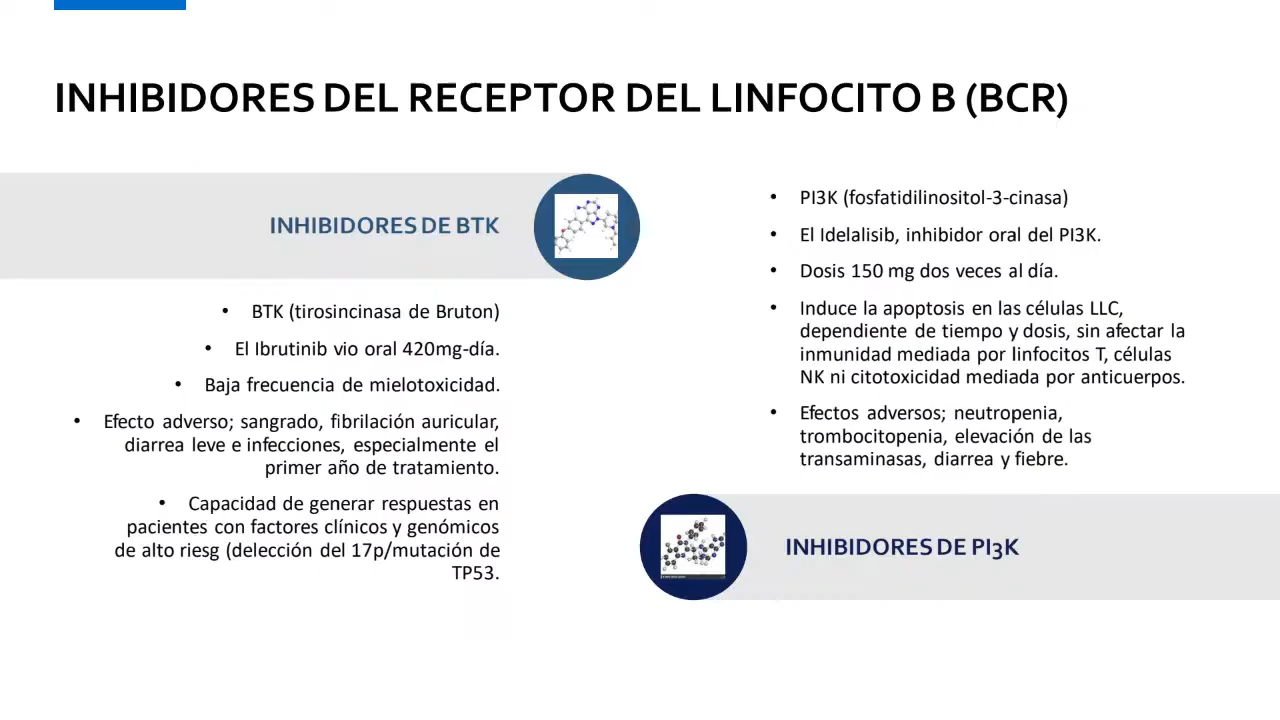 INHIBIDORES DEL RECEPTOR DEL LINFOCITO B (BCR)
INHIBIDORES DE BTK
• BTK (tirosincinasa de Bruton)
• El Ibrutinib vio oral 420mg-día.
• Baja frecuencia de mielotoxicidad.
• Efecto adverso; sangrado, fibrilación auricular,
diarrea leve e infecciones, especialmente el
primer año de tratamiento.
• Capacidad de generar respuestas en
pacientes con factores clínicos y genómicos
de alto riesg (delección del 17p/mutación de
TP53.
• PI3K (fosfatidilinositol-3-cinasa)
• El Idelalisib, inhibidor oral del PI3K.
• Dosis 150 mg dos veces al día.
• Induce la apoptosis en las células LLC,
dependiente de tiempo y dosis, sin afectar la
inmunidad mediada por linfocitos T, células
NK ni citotoxicidad mediada por anticuerpos.
• Efectos adversos; neutropenia,
trombocitopenia, elevación de las
transaminasas, diarrea y fiebre.
INHIBIDORES DE PI3K